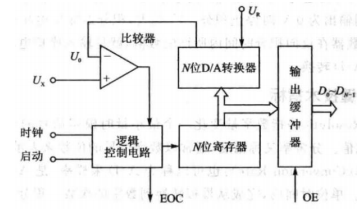 U_R
比较器
U_0
U_X
N位D/A转换器
输出缓冲器
D_0~D_{N-1}
时钟
启动
逻辑控制电路
N位寄存器
EOC
OE